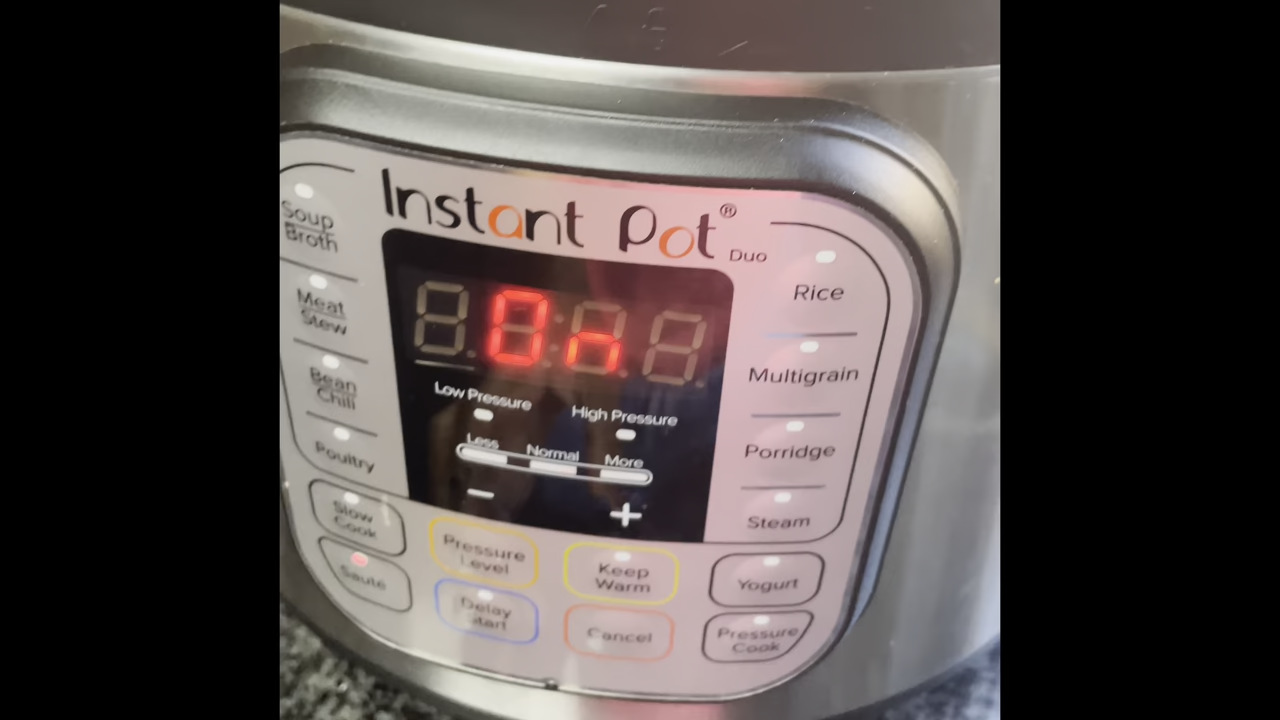 Instant Pot®
Duo
Soup
Broth
Meat
Stew
Bean
Chili
Poultry
Slow
Cook
Saute
On
Low Pressure
High Pressure
Less
Normal
More
−
+
Pressure
Level
Keep
Warm
Delay
Start
Cancel
Rice
Multigrain
Porridge
Steam
Yogurt
Pressure
Cook